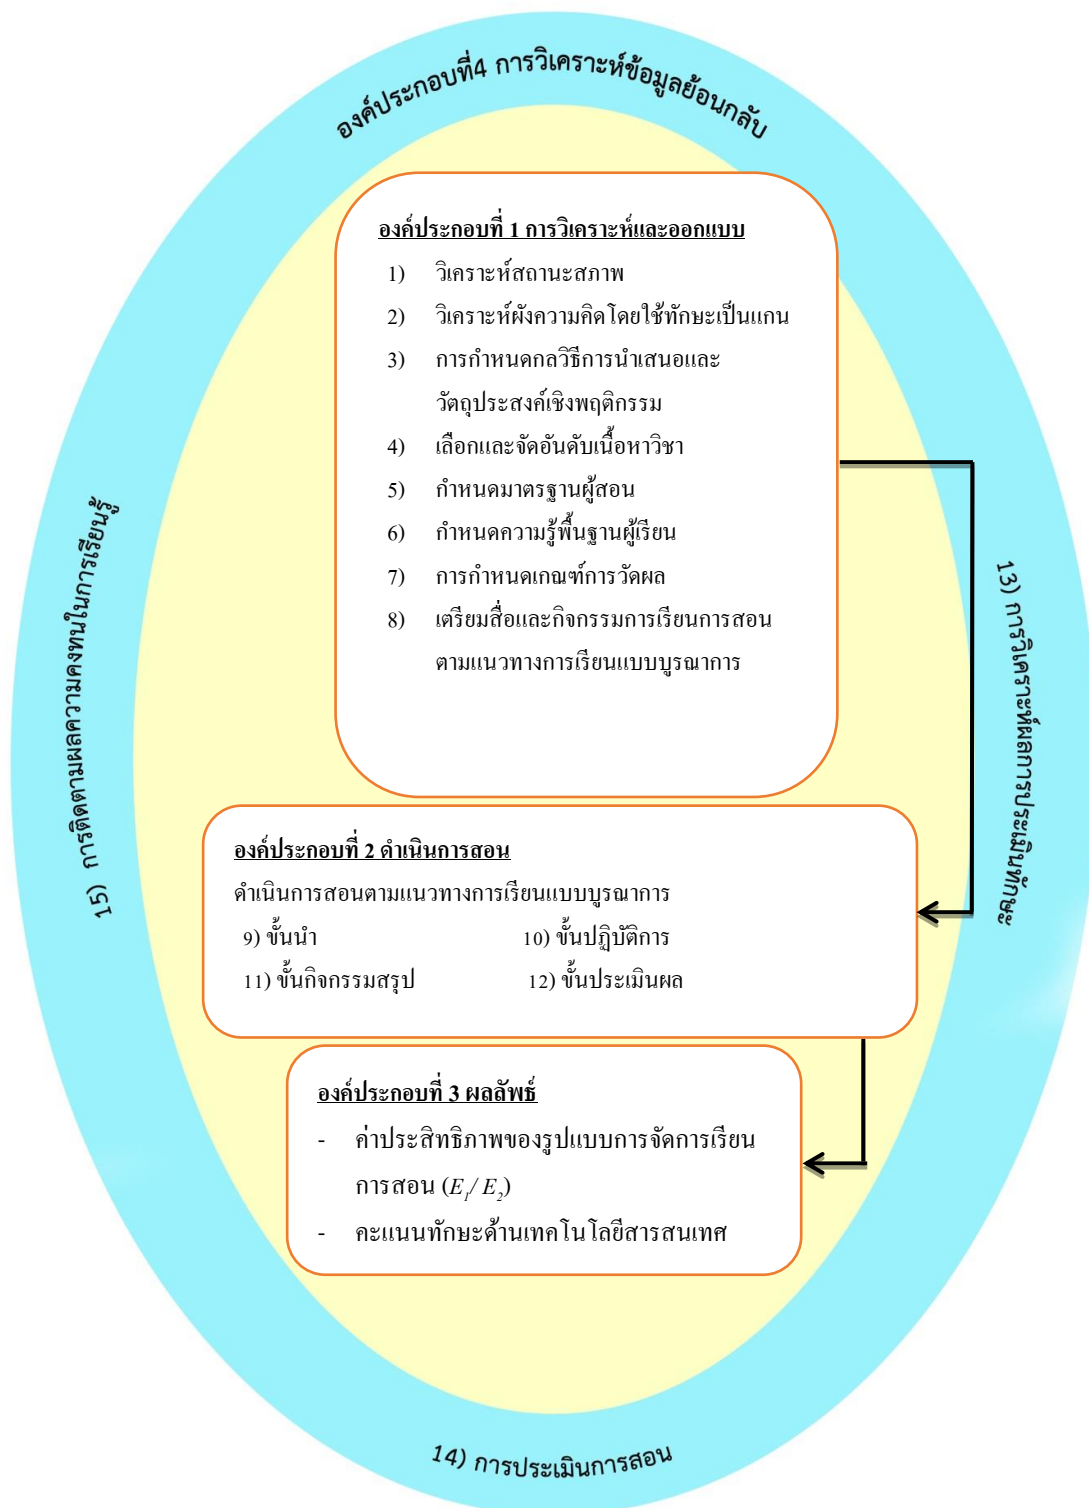 องค์ประกอบที่4 การวิเคราะห์ข้อมูลย้อนกลับ
องค์ประกอบที่ 1 การวิเคราะห์และออกแบบ
1) วิเคราะห์สถานะสภาพ
2) วิเคราะห์ผังความคิดโดยใช้ทักษะเป็นแกน
3) การกำหนดกลวิธีการนำเสนอและ
วัตถุประสงค์เชิงพฤติกรรม
4) เลือกและจัดอันดับเนื้อหาวิชา
5) กำหนดมาตรฐานผู้สอน
6) กำหนดความรู้พื้นฐานผู้เรียน
7) การกำหนดเกณฑ์การวัดผล
8) เตรียมสื่อและกิจกรรมการเรียนการสอน
ตามแนวทางการเรียนแบบบูรณาการ
องค์ประกอบที่ 2 ดำเนินการสอน
ดำเนินการสอนตามแนวทางการเรียนแบบบูรณาการ
9) ขั้นนำ 10) ขั้นปฏิบัติการ
11) ขั้นกิจกรรมสรุป 12) ขั้นประเมินผล
องค์ประกอบที่ 3 ผลลัพธ์
- ค่าประสิทธิภาพของรูปแบบการจัดการเรียน
การสอน (E1/ E2)
- คะแนนทักษะด้านเทคโนโลยีสารสนเทศ
13) การวิเคราะห์ผลการประเมินทักษะ
14) การประเมินการสอน
15) การติดตามผลความคงทนในการเรียนรู้